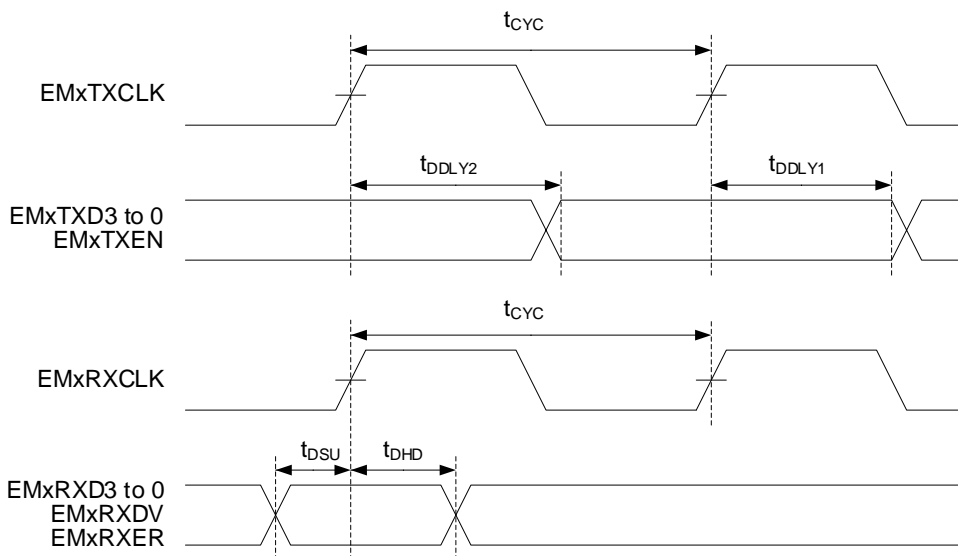 tCYC
EMxTXCLK
tDDLY2
tDDLY1
EMxTXD3 to 0
EMxTXEN
tCYC
EMxRXCLK
tDSU
tDHD
EMxRXD3 to 0
EMxRXDV
EMxRXER